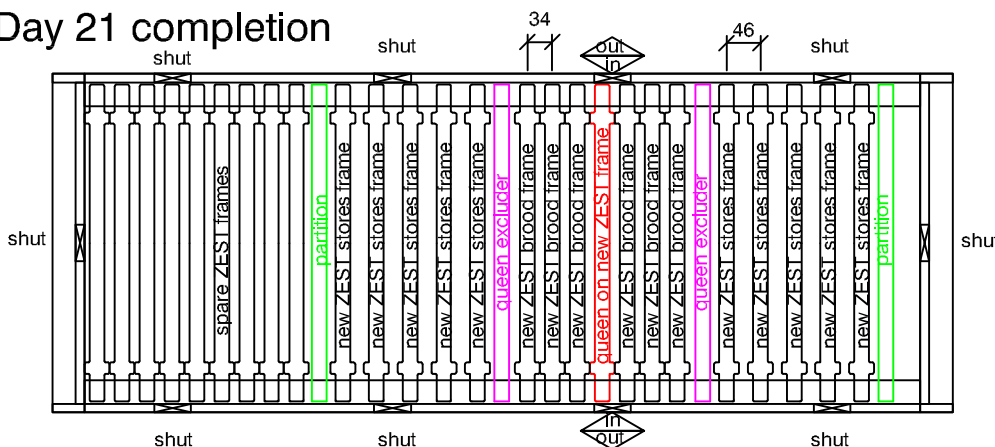 Day 21 completion
shut
shut
34
out
in
46
shut
shut
spare ZEST frames
partition
new ZEST stores frame
new ZEST stores frame
new ZEST stores frame
new ZEST stores frame
new ZEST stores frame
queen excluder
new ZEST brood frame
new ZEST brood frame
new ZEST brood frame
queen on new ZEST frame
new ZEST brood frame
new ZEST brood frame
new ZEST brood frame
queen excluder
new ZEST stores frame
new ZEST stores frame
new ZEST stores frame
new ZEST stores frame
new ZEST stores frame
partition
shut
shut
shut
in
out
shut